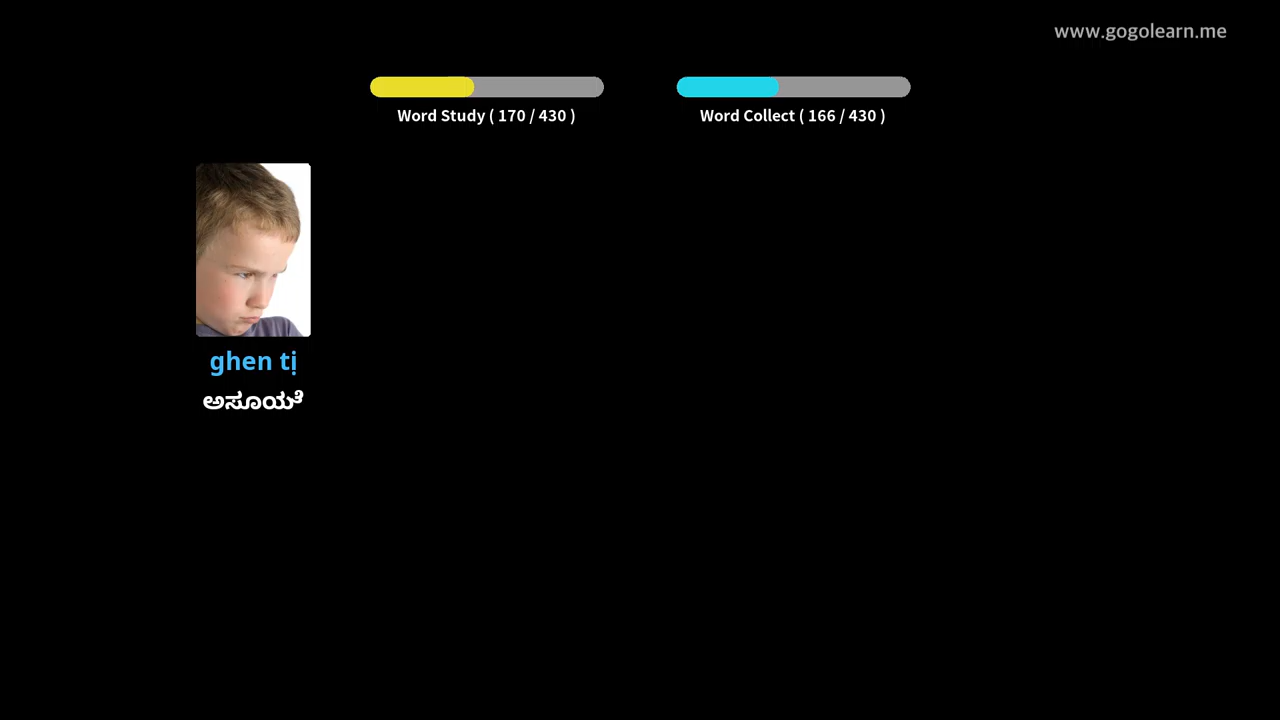 www.gogolearn.me
Word Study ( 170 / 430 )
Word Collect ( 166 / 430 )
ghen tị
ಅಸೂಯೆ